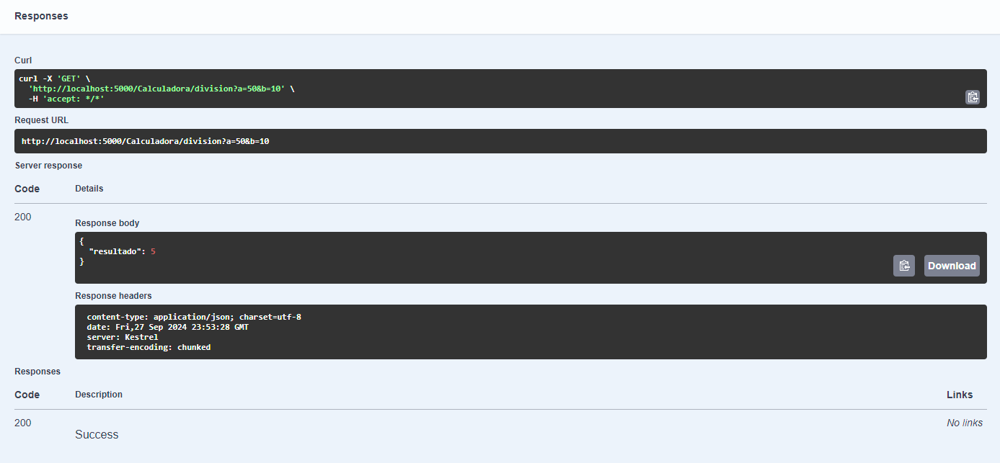 Responses
Curl
curl -X 'GET' \
  'http://localhost:5000/Calculadora/division?a=50&b=10' \
  -H 'accept: */*'
Request URL
http://localhost:5000/Calculadora/division?a=50&b=10
Server response
Code Details
200
Response body
{
  "resultado": 5
}
Download
Response headers
content-type: application/json; charset=utf-8
date: Fri,27 Sep 2024 23:53:28 GMT
server: Kestrel
transfer-encoding: chunked
Responses
Code Description Links
200 No links
Success